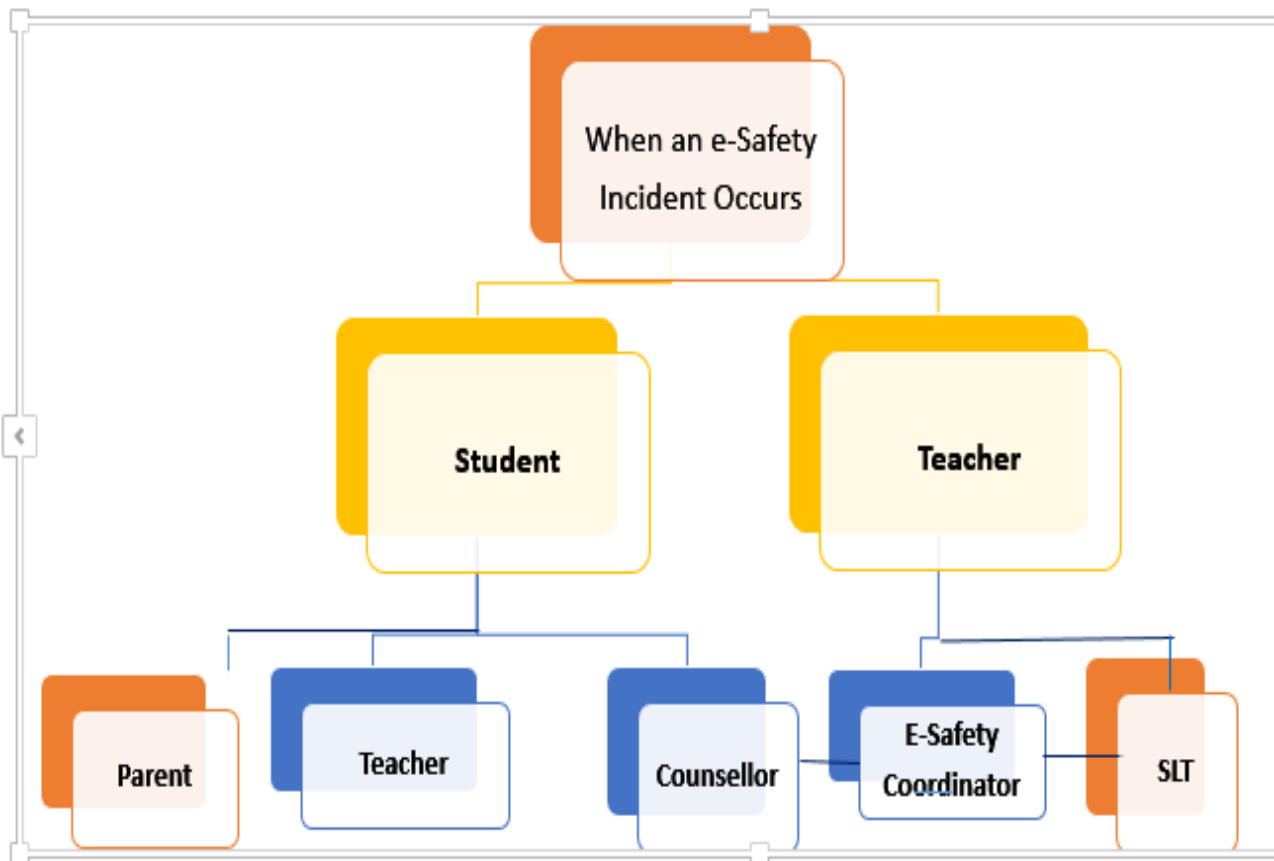 When an e-Safety
Incident Occurs
Student
Teacher
Parent
Teacher
Counsellor
E-Safety
Coordinator
SLT